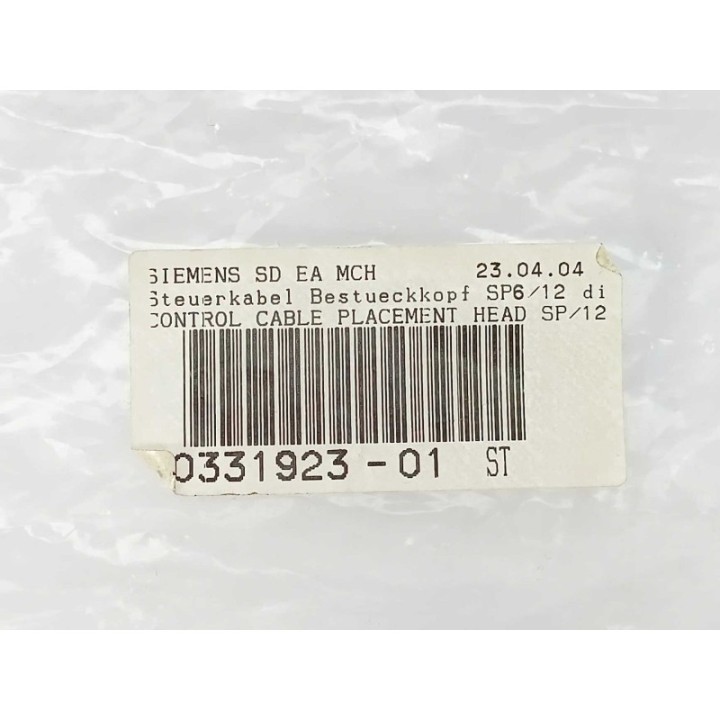 SIEMENS SD EA MCH 23.04.04
Steuerkabel Bestueckkopf SP6/12 di
CONTROL CABLE PLACEMENT HEAD SP/12
0331923-01 ST